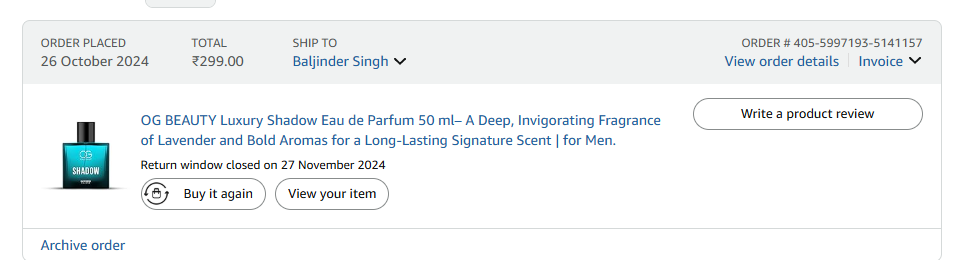 ORDER PLACED
26 October 2024
TOTAL
₹299.00
SHIP TO
Baljinder Singh
ORDER # 405-5997193-5141157
View order details
Invoice
OG BEAUTY Luxury Shadow Eau de Parfum 50 ml– A Deep, Invigorating Fragrance
of Lavender and Bold Aromas for a Long-Lasting Signature Scent | for Men.
Return window closed on 27 November 2024
Buy it again
View your item
Write a product review
SHADOW
Archive order